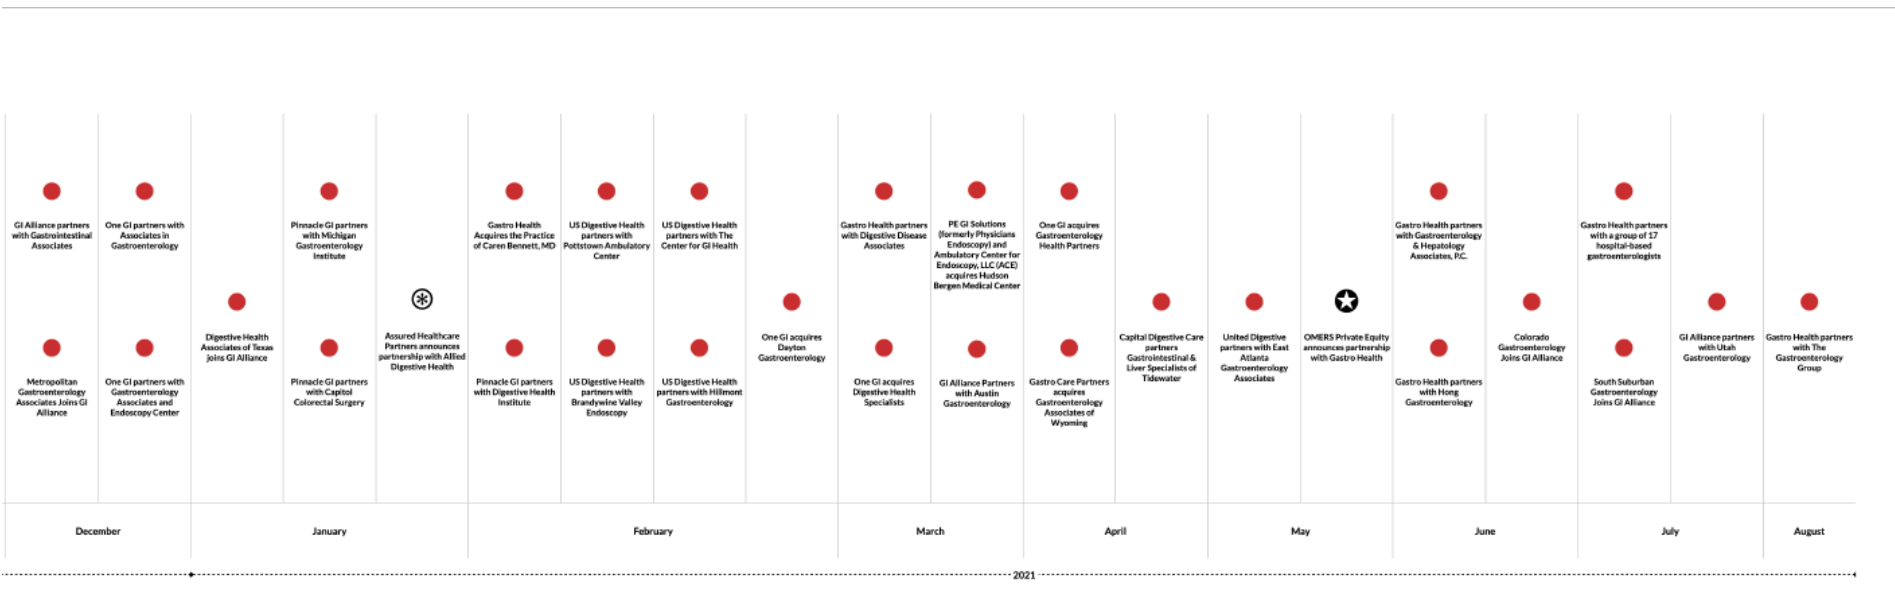 GI Alliance partners
with Gastrointestinal
Associates
Metropolitan
Gastroenterology
Associates Joins GI
Alliance
One GI partners with
Associates in
Gastroenterology
One GI partners with
Gastroenterology
Associates and
Endoscopy Center
Digestive Health
Associates of Texas
joins GI Alliance
Pinnacle GI partners
with Michigan
Gastroenterology
Institute
Pinnacle GI partners
with Capitol
Colorectal Surgery
Assured Healthcare
Partners announces
partnership with Allied
Digestive Health
Gastro Health
Acquires the Practice
of Caren Bennett, MD
Pinnacle GI partners
with Digestive Health
Institute
US Digestive Health
partners with
Pottstown Ambulatory
Center
US Digestive Health
partners with
Brandywine Valley
Endoscopy
US Digestive Health
partners with The
Center for GI Health
US Digestive Health
partners with Hillmont
Gastroenterology
One GI acquires
Dayton
Gastroenterology
Gastro Health partners
with Digestive Disease
Associates
One GI acquires
Digestive Health
Specialists
PE GI Solutions
(formerly Physicians
Endoscopy) and
Ambulatory Center for
Endoscopy, LLC (ACE)
acquires Hudson
Bergen Medical Center
GI Alliance Partners
with Austin
Gastroenterology
One GI acquires
Gastroenterology
Health Partners
Gastro Care Partners
acquires
Gastroenterology
Associates of
Wyoming
Capital Digestive Care
partners
Gastrointestinal &
Liver Specialists of
Tidewater
United Digestive
partners with East
Atlanta
Gastroenterology
Associates
OMERS Private Equity
announces partnership
with Gastro Health
Gastro Health partners
with Gastroenterology
& Hepatology
Associates, P.C.
Gastro Health partners
with Hong
Gastroenterology
Colorado
Gastroenterology
Joins GI Alliance
Gastro Health partners
with a group of 17
hospital-based
gastroenterologists
South Suburban
Gastroenterology
Joins GI Alliance
GI Alliance partners
with Utah
Gastroenterology
Gastro Health partners
with The
Gastroenterology
Group
December
January
February
March
April
May
June
July
August
2021